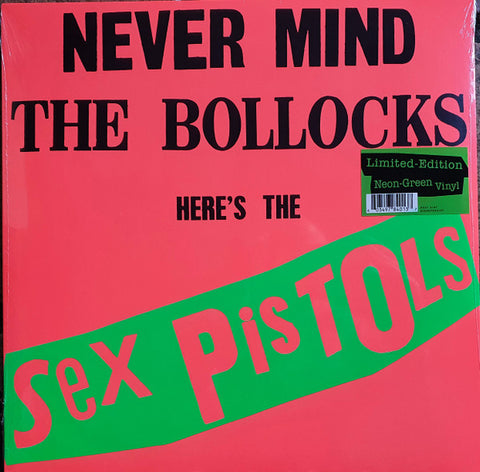 NEVER MIND
THE BOLLOCKS
Limited-Edition
Neon-Green Vinyl
HERE'S THE
sex PisTOls